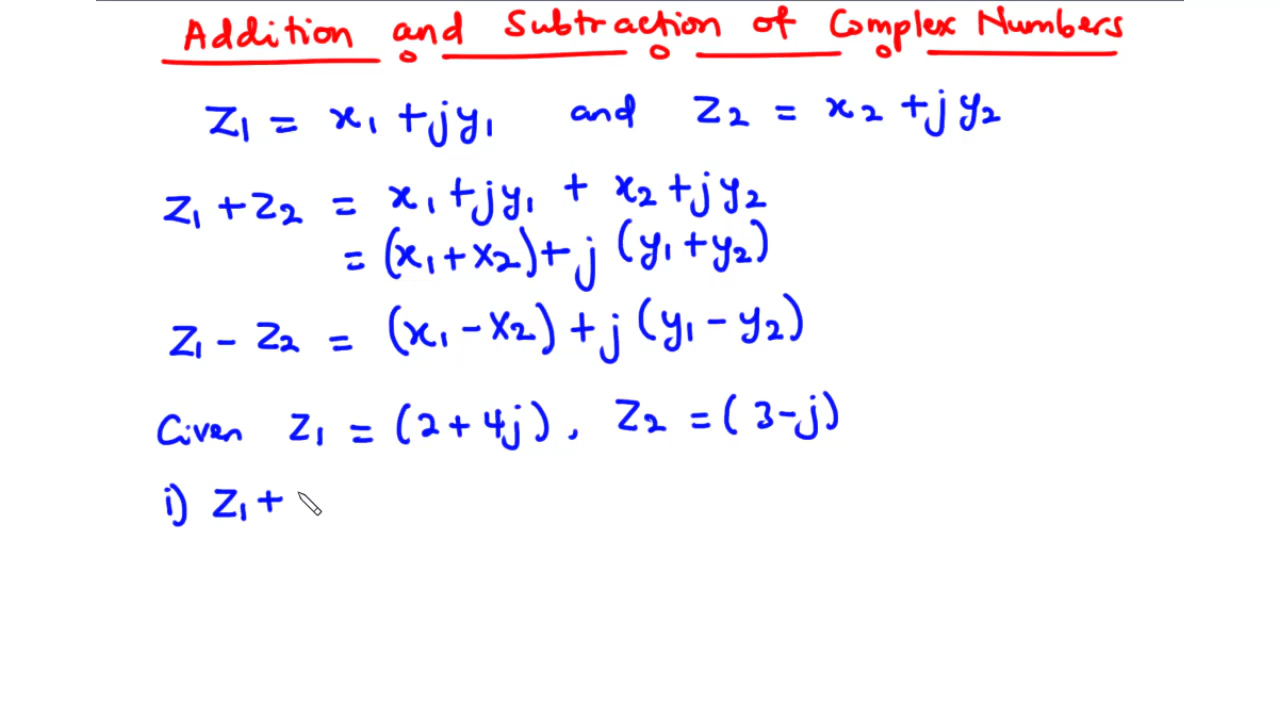 Addition and Subtraction of Complex Numbers
Z₁ = x₁ + jy₁ and Z₂ = x₂ + jy₂
Z₁ + Z₂ = x₁ + jy₁ + x₂ + jy₂
= (x₁ + x₂) + j (y₁ + y₂)
Z₁ - Z₂ = (x₁ - x₂) + j (y₁ - y₂)
Given Z₁ = (2 + 4j), Z₂ = (3 - j)
i) Z₁ +